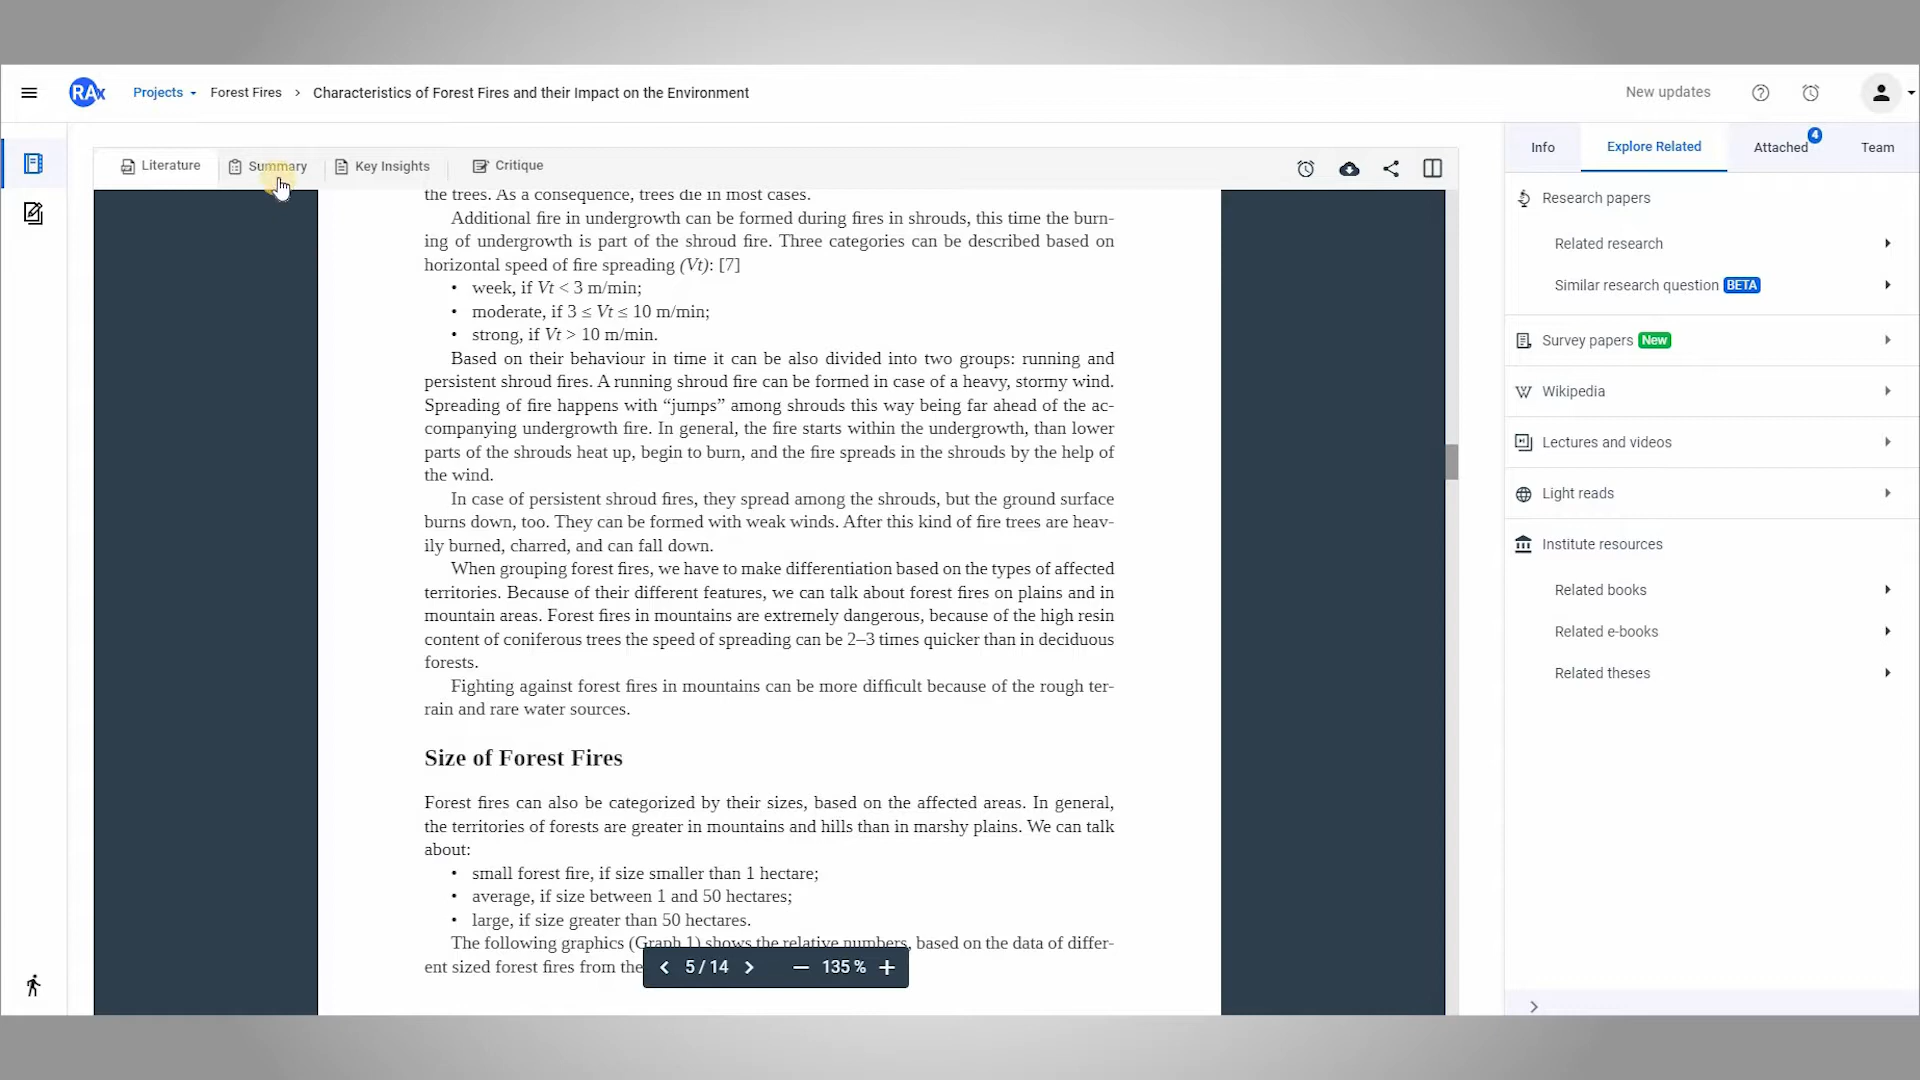 RAx
Projects
Forest Fires > Characteristics of Forest Fires and their Impact on the Environment
New updates
Literature
Summary
Key Insights
Critique
the trees. As a consequence, trees die in most cases.
Additional fire in undergrowth can be formed during fires in shrouds, this time the burn-
ing of undergrowth is part of the shroud fire. Three categories can be described based on
horizontal speed of fire spreading (Vt): [7]
• week, if Vt < 3 m/min;
• moderate, if 3 ≤ Vt ≤ 10 m/min;
• strong, if Vt > 10 m/min.
Based on their behaviour in time it can be also divided into two groups: running and
persistent shroud fires. A running shroud fire can be formed in case of a heavy, stormy wind.
Spreading of fire happens with “jumps” among shrouds this way being far ahead of the ac-
companying undergrowth fire. In general, the fire starts within the undergrowth, than lower
parts of the shrouds heat up, begin to burn, and the fire spreads in the shrouds by the help of
the wind.
In case of persistent shroud fires, they spread among the shrouds, but the ground surface
burns down, too. They can be formed with weak winds. After this kind of fire trees are heav-
ily burned, charred, and can fall down.
When grouping forest fires, we have to make differentiation based on the types of affected
territories. Because of their different features, we can talk about forest fires on plains and in
mountain areas. Forest fires in mountains are extremely dangerous, because of the high resin
content of coniferous trees the speed of spreading can be 2–3 times quicker than in deciduous
forests.
Fighting against forest fires in mountains can be more difficult because of the rough ter-
rain and rare water sources.
Size of Forest Fires
Forest fires can also be categorized by their sizes, based on the affected areas. In general,
the territories of forests are greater in mountains and hills than in marshy plains. We can talk
about:
• small forest fire, if size smaller than 1 hectare;
• average, if size between 1 and 50 hectares;
• large, if size greater than 50 hectares.
The following graphics (Graph 1) shows the relative numbers, based on the data of differ-
ent sized forest fires from the
5 / 14
135 %
Info
Explore Related
Attached
4
Team
Research papers
Related research
Similar research question BETA
Survey papers New
Wikipedia
Lectures and videos
Light reads
Institute resources
Related books
Related e-books
Related theses